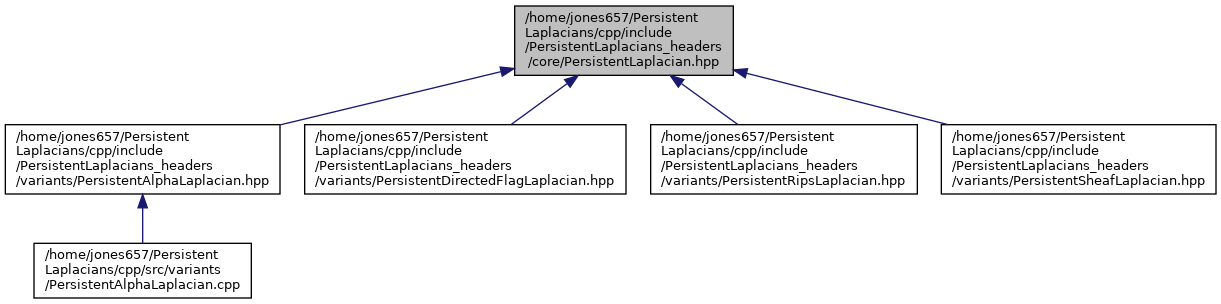 /home/jones657/Persistent
Laplacians/cpp/include
/PersistentLaplacians_headers
/core/PersistentLaplacian.hpp
/home/jones657/Persistent
Laplacians/cpp/include
/PersistentLaplacians_headers
/variants/PersistentAlphaLaplacian.hpp
/home/jones657/Persistent
Laplacians/cpp/include
/PersistentLaplacians_headers
/variants/PersistentDirectedFlagLaplacian.hpp
/home/jones657/Persistent
Laplacians/cpp/include
/PersistentLaplacians_headers
/variants/PersistentRipsLaplacian.hpp
/home/jones657/Persistent
Laplacians/cpp/include
/PersistentLaplacians_headers
/variants/PersistentSheafLaplacian.hpp
/home/jones657/Persistent
Laplacians/cpp/src/variants
/PersistentAlphaLaplacian.cpp